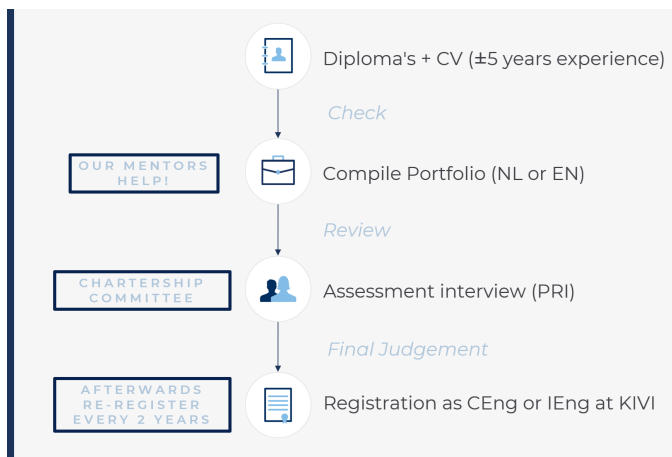 Diploma's + CV (±5 years experience)
Check
OUR MENTORS
HELP!
Compile Portfolio (NL or EN)
Review
CHARTERSHIP
COMMITTEE
Assessment interview (PRI)
Final Judgement
AFTERWARDS
RE-REGISTER
EVERY 2 YEARS
Registration as CEng or IEng at KIVI